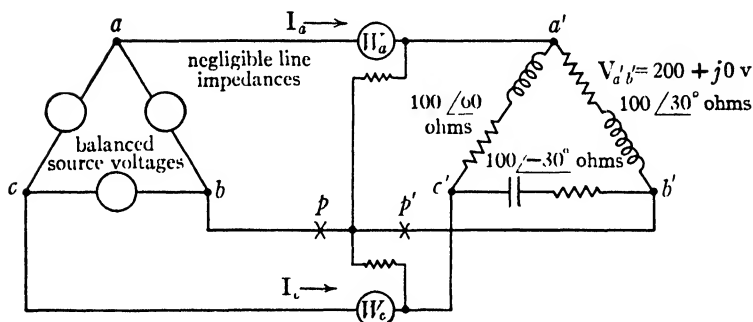 I_a
a
W_a
a'
negligible line
impedances
V_a'b' = 200 + j0 v
100 /30° ohms
100 /60
ohms
balanced
source voltages
100 /−30° ohms
c
b
p
p'
c'
b'
W_c